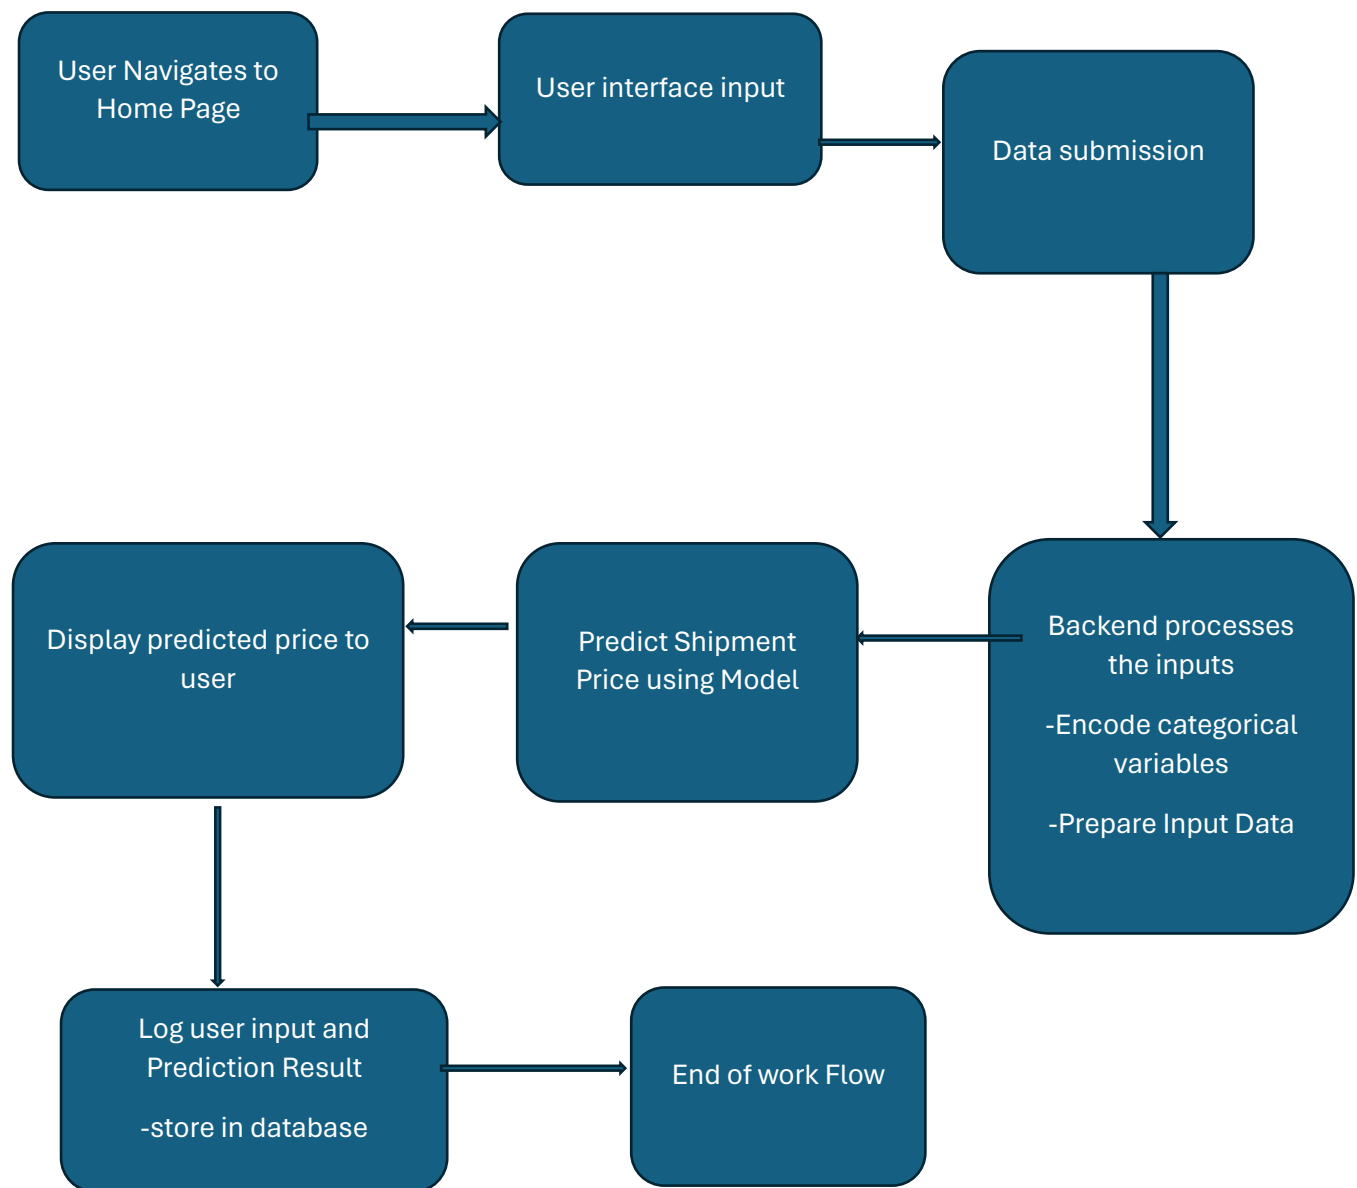 User Navigates to
Home Page
User interface input
Data submission
Backend processes
the inputs
-Encode categorical
variables
-Prepare Input Data
Predict Shipment
Price using Model
Display predicted price to
user
Log user input and
Prediction Result
-store in database
End of work Flow